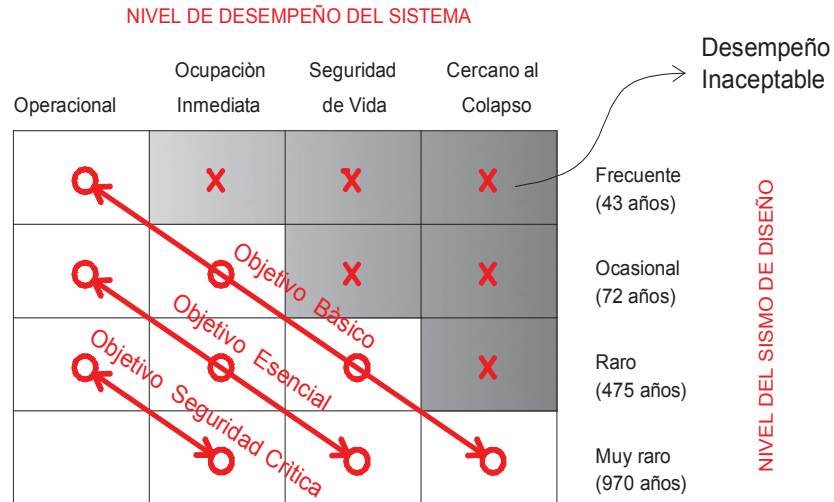 NIVEL DE DESEMPEÑO DEL SISTEMA
Operacional
Ocupaciòn
Inmediata
Seguridad
de Vida
Cercano al
Colapso
Desempeño
Inaceptable
X
X
X
Frecuente
(43 años)
X
X
Ocasional
(72 años)
X
Raro
(475 años)
Muy raro
(970 años)
Objetivo Bàsico
Objetivo Esencial
Objetivo Seguridad Crìtica
NIVEL DEL SISMO DE DISEÑO